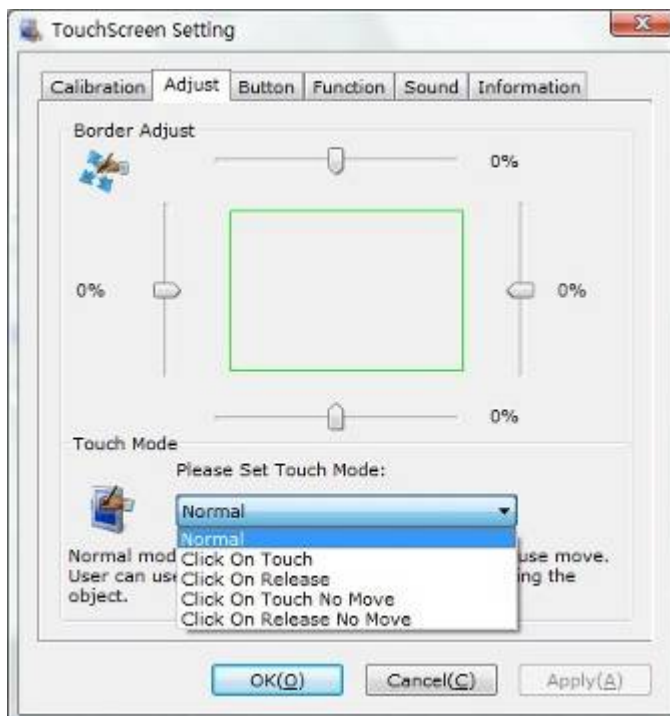 TouchScreen Setting
Calibration Adjust Button Function Sound Information
Border Adjust
0%
0% 0%
0%
Touch Mode
Please Set Touch Mode:
Normal
Normal
Click On Touch
Click On Release
Click On Touch No Move
Click On Release No Move
Normal mod use move.
User can use ing the
object.
OK(O) Cancel(C) Apply(A)